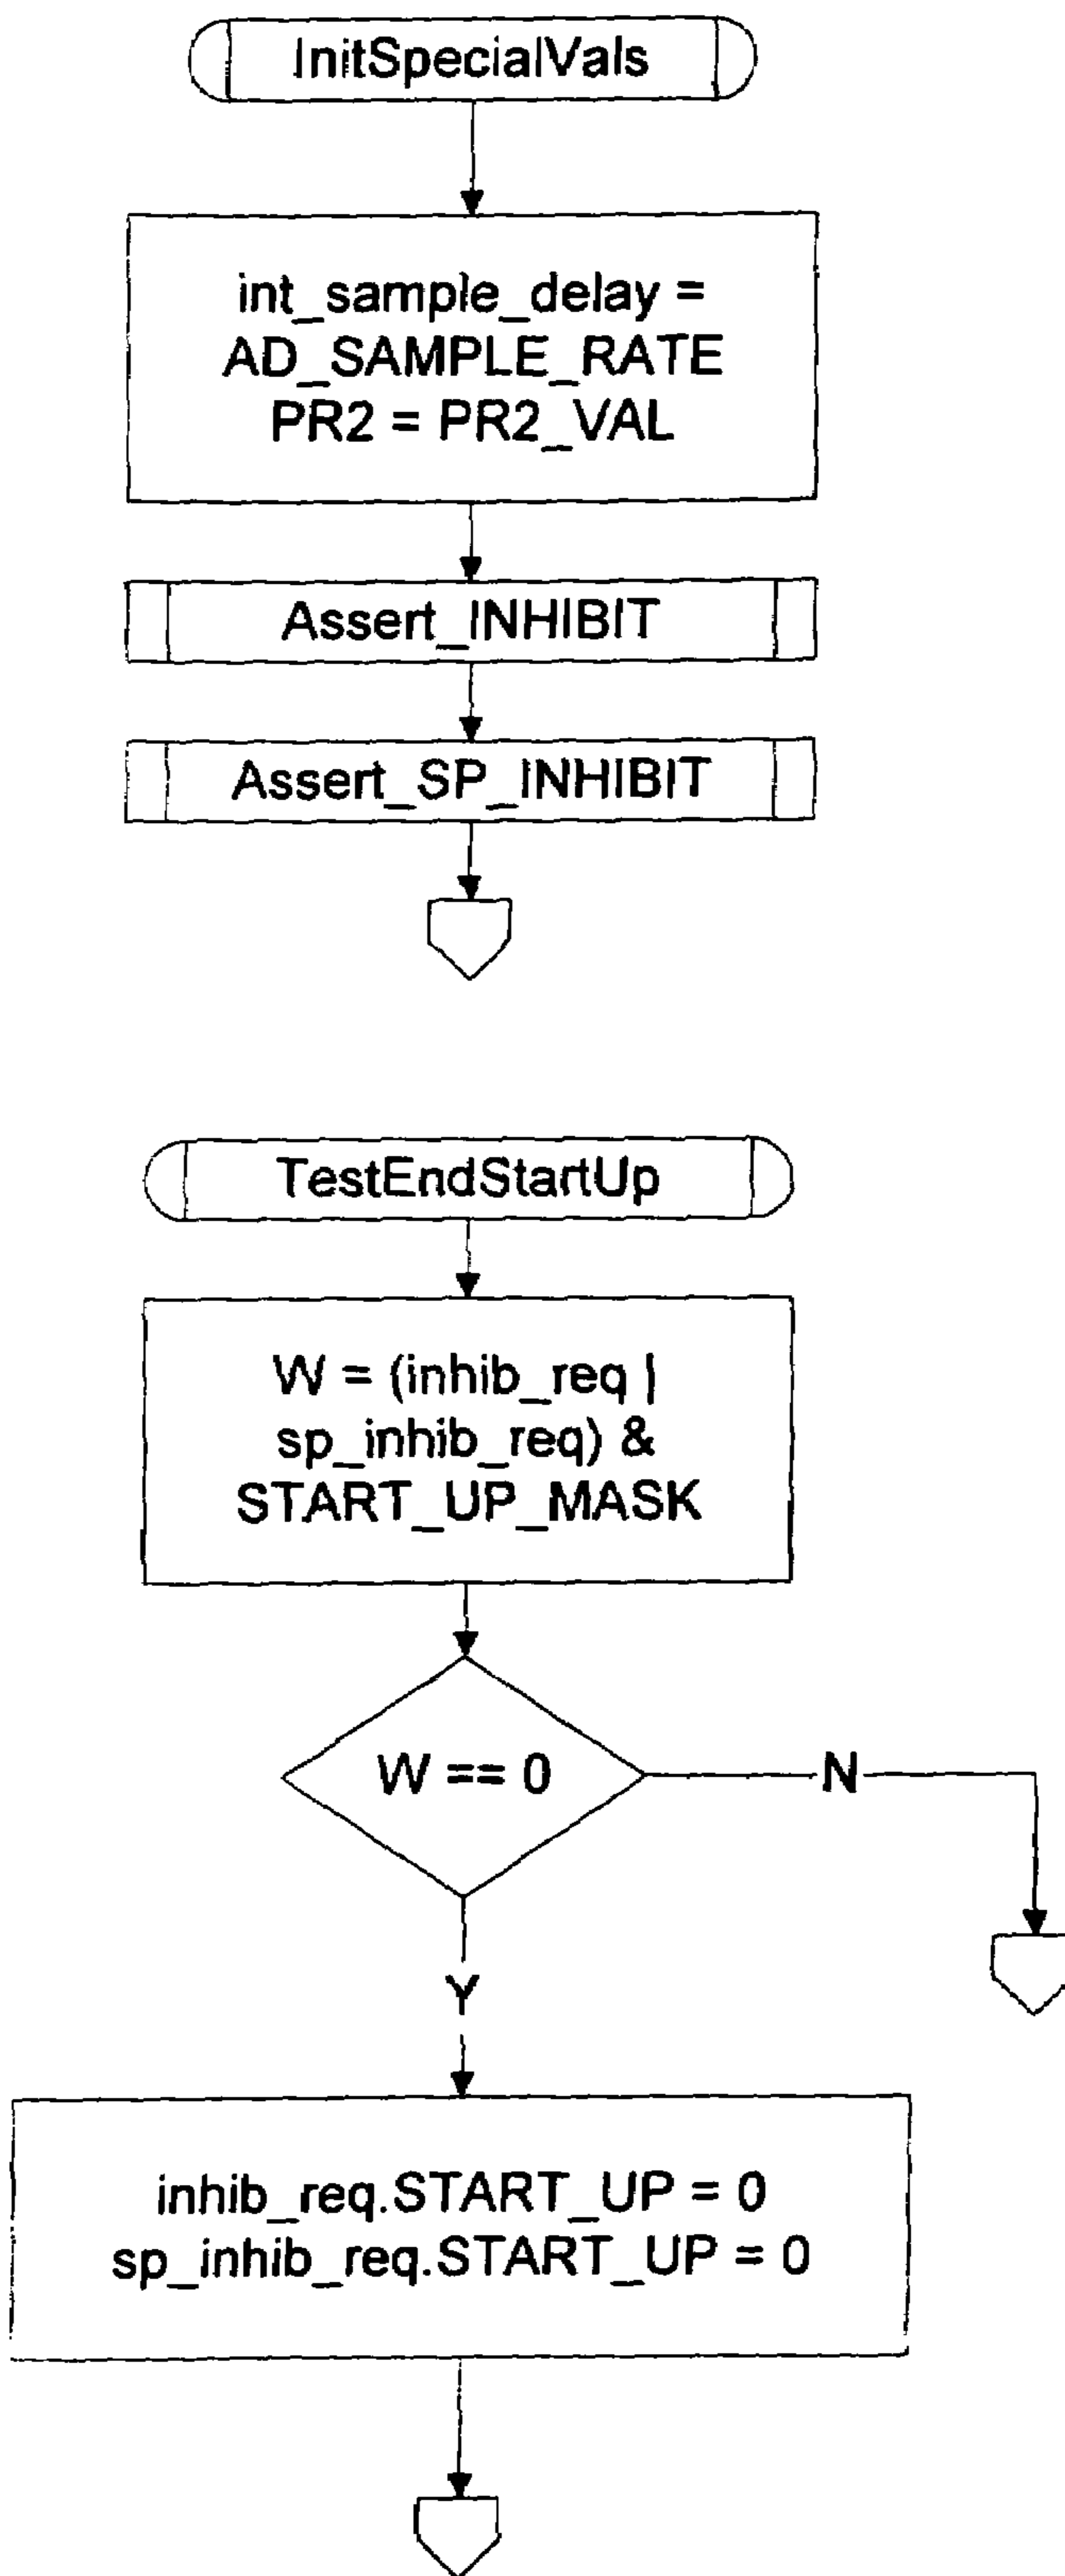 InitSpecialVals
int_sample_delay =
AD_SAMPLE_RATE
PR2 = PR2_VAL
Assert_INHIBIT
Assert_SP_INHIBIT
TestEndStartUp
W = (inhib_req |
sp_inhib_req) &
START_UP_MASK
W == 0
N
Y
inhib_req.START_UP = 0
sp_inhib_req.START_UP = 0